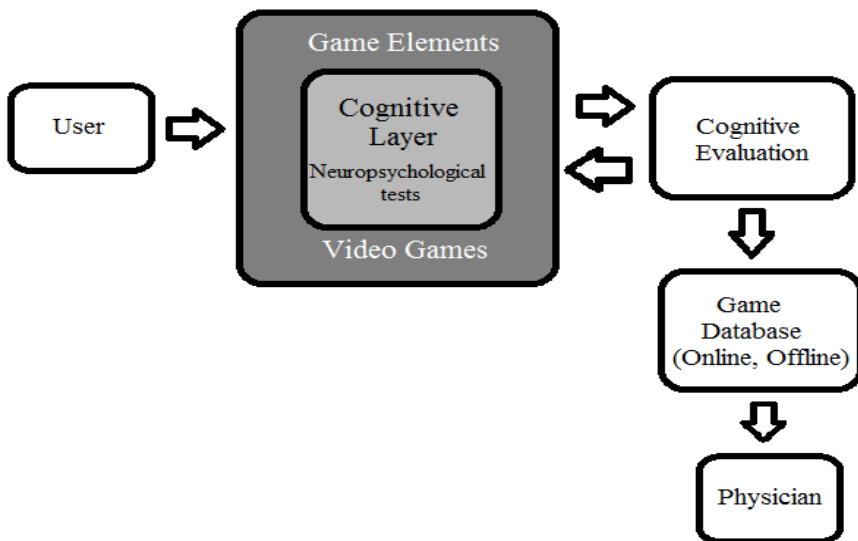 User
Game Elements
Cognitive
Layer
Neuropsychological
tests
Video Games
Cognitive
Evaluation
Game
Database
(Online, Offline)
Physician